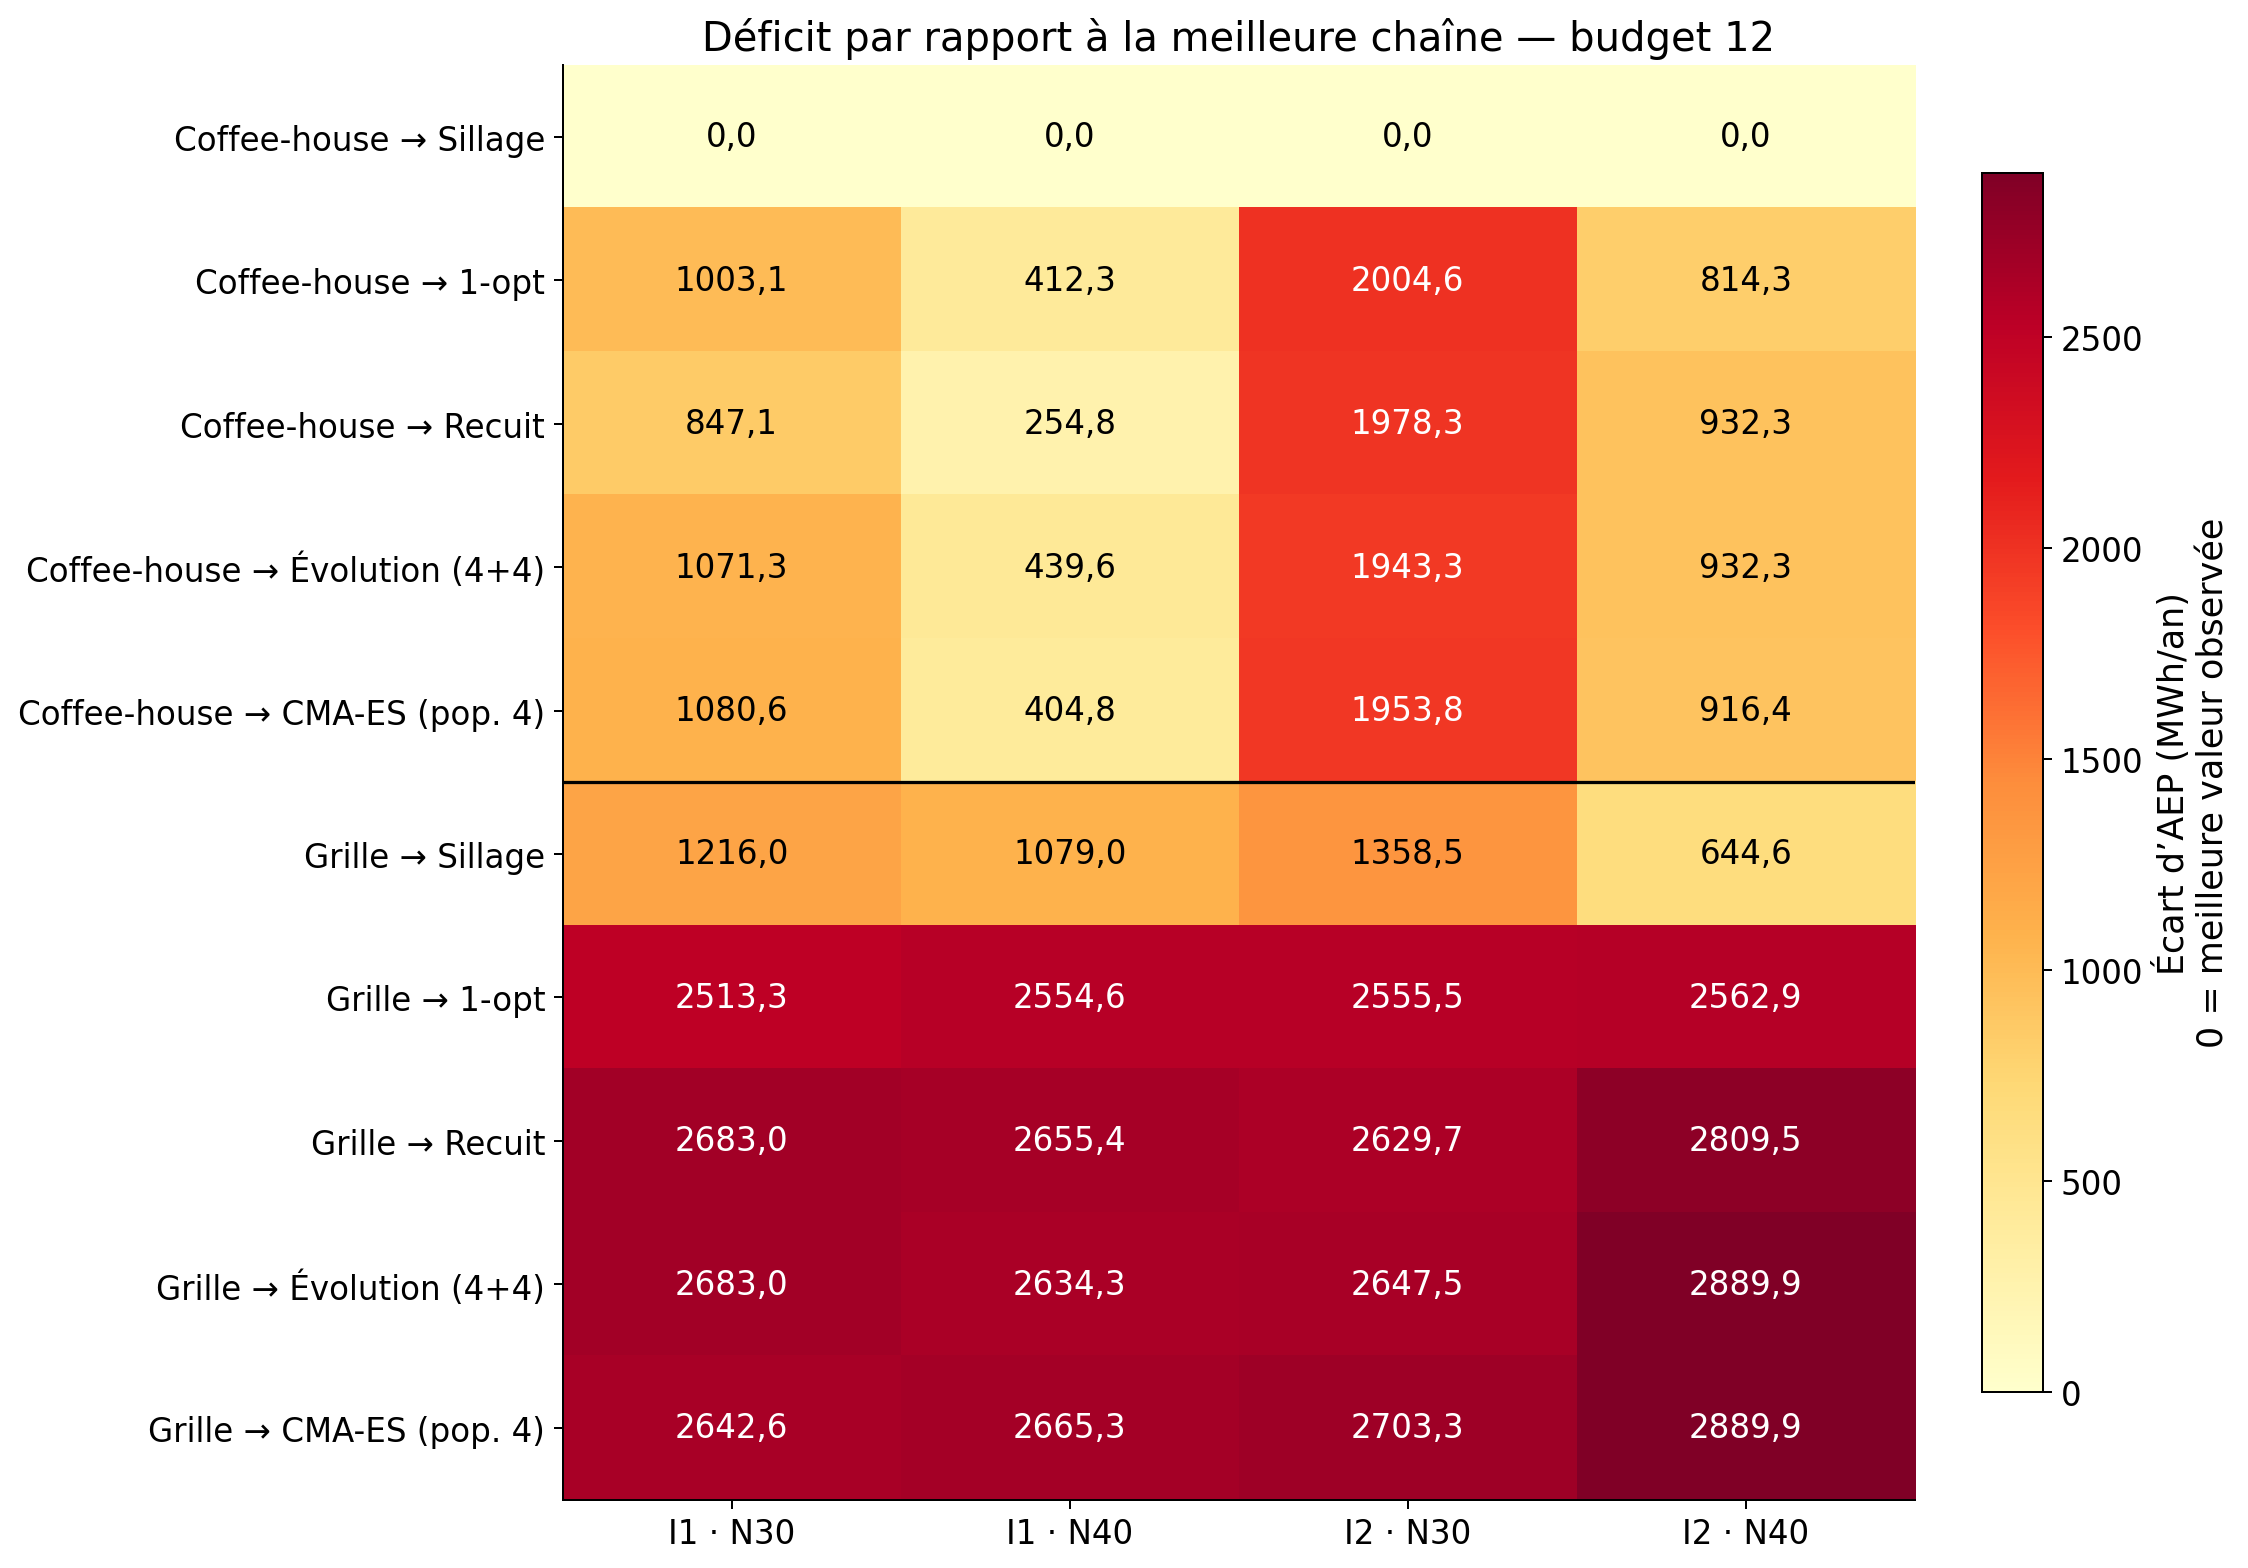 Déficit par rapport à la meilleure chaîne — budget 12
Coffee-house → Sillage 0,0 0,0 0,0 0,0
Coffee-house → 1-opt 1003,1 412,3 2004,6 814,3
Coffee-house → Recuit 847,1 254,8 1978,3 932,3
Coffee-house → Évolution (4+4) 1071,3 439,6 1943,3 932,3
Coffee-house → CMA-ES (pop. 4) 1080,6 404,8 1953,8 916,4
Grille → Sillage 1216,0 1079,0 1358,5 644,6
Grille → 1-opt 2513,3 2554,6 2555,5 2562,9
Grille → Recuit 2683,0 2655,4 2629,7 2809,5
Grille → Évolution (4+4) 2683,0 2634,3 2647,5 2889,9
Grille → CMA-ES (pop. 4) 2642,6 2665,3 2703,3 2889,9
I1 · N30 I1 · N40 I2 · N30 I2 · N40
2500
2000
1500
1000
500
0
Écart d’AEP (MWh/an)
0 = meilleure valeur observée